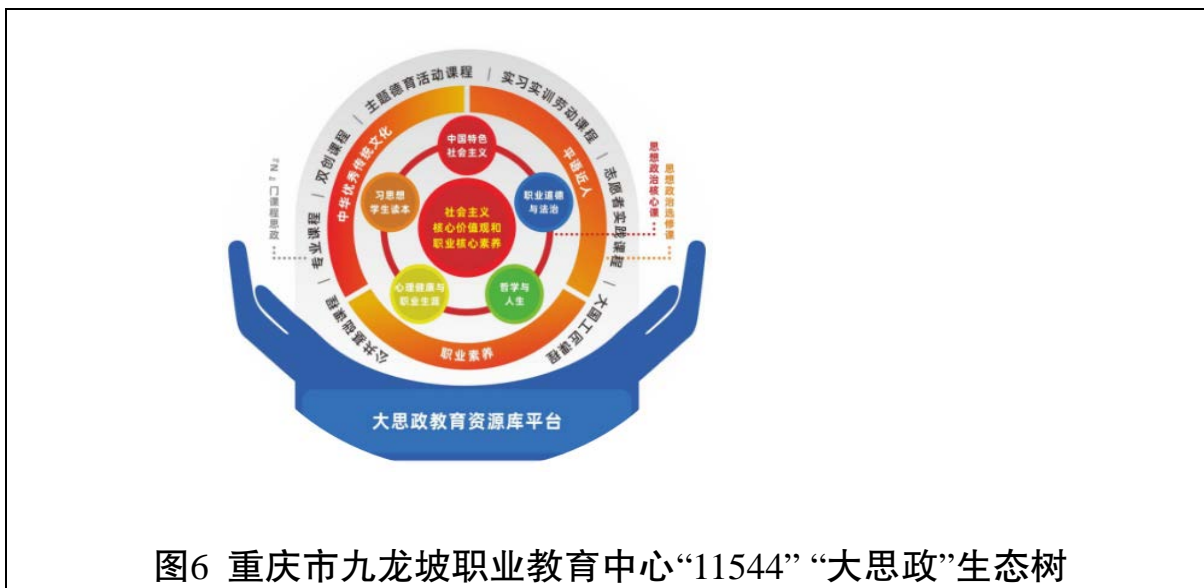 公共基础课程 | 专业课程 | 双创课程 | 主题德育活动课程 | 实习实训劳动课程 | 志愿者实践课程 | 大国工匠课程
中华优秀传统文化
平语近人
职业素养
中国特色
社会主义
习思想
学生读本
职业道德
与法治
社会主义
核心价值观和
职业核心素养
心理健康与
职业生涯
哲学与
人生
『N』门课程思政
思想政治核心课
思想政治选修课
大思政教育资源库平台
图6 重庆市九龙坡职业教育中心“11544” “大思政”生态树